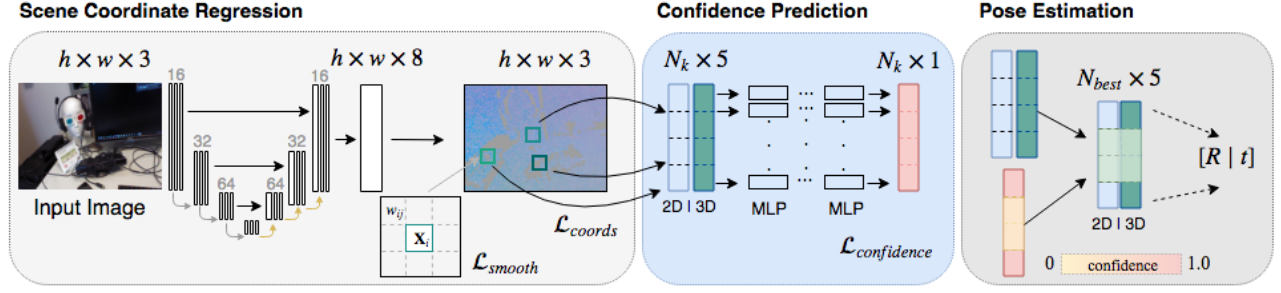 Scene Coordinate Regression
h × w × 3
16
32
64
64
32
16
h × w × 8
h × w × 3
Input Image
w_ij
X_i
ℒ_smooth
ℒ_coords
Confidence Prediction
N_k × 5
N_k × 1
...
...
2D | 3D
MLP
MLP
ℒ_confidence
Pose Estimation
N_best × 5
[R | t]
2D | 3D
0
confidence
1.0